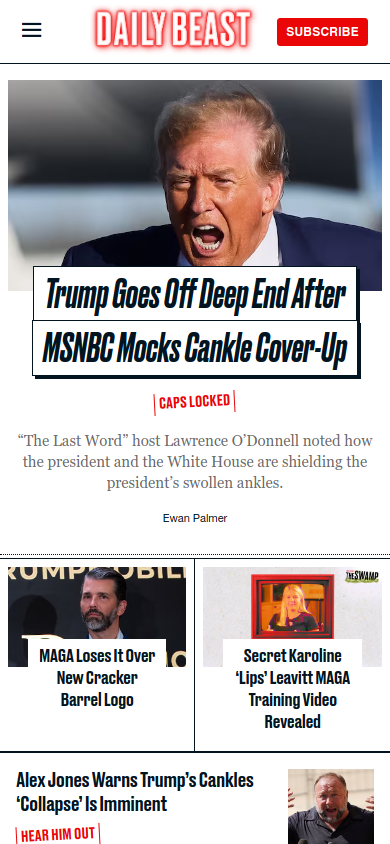 DAILY BEAST
SUBSCRIBE
Trump Goes Off Deep End After
MSNBC Mocks Cankle Cover-Up
CAPS LOCKED
“The Last Word” host Lawrence O’Donnell noted how
the president and the White House are shielding the
president’s swollen ankles.
Ewan Palmer
MAGA Loses It Over
New Cracker
Barrel Logo
THE SWAMP
Secret Karoline
‘Lips’ Leavitt MAGA
Training Video
Revealed
Alex Jones Warns Trump’s Cankles
‘Collapse’ Is Imminent
HEAR HIM OUT